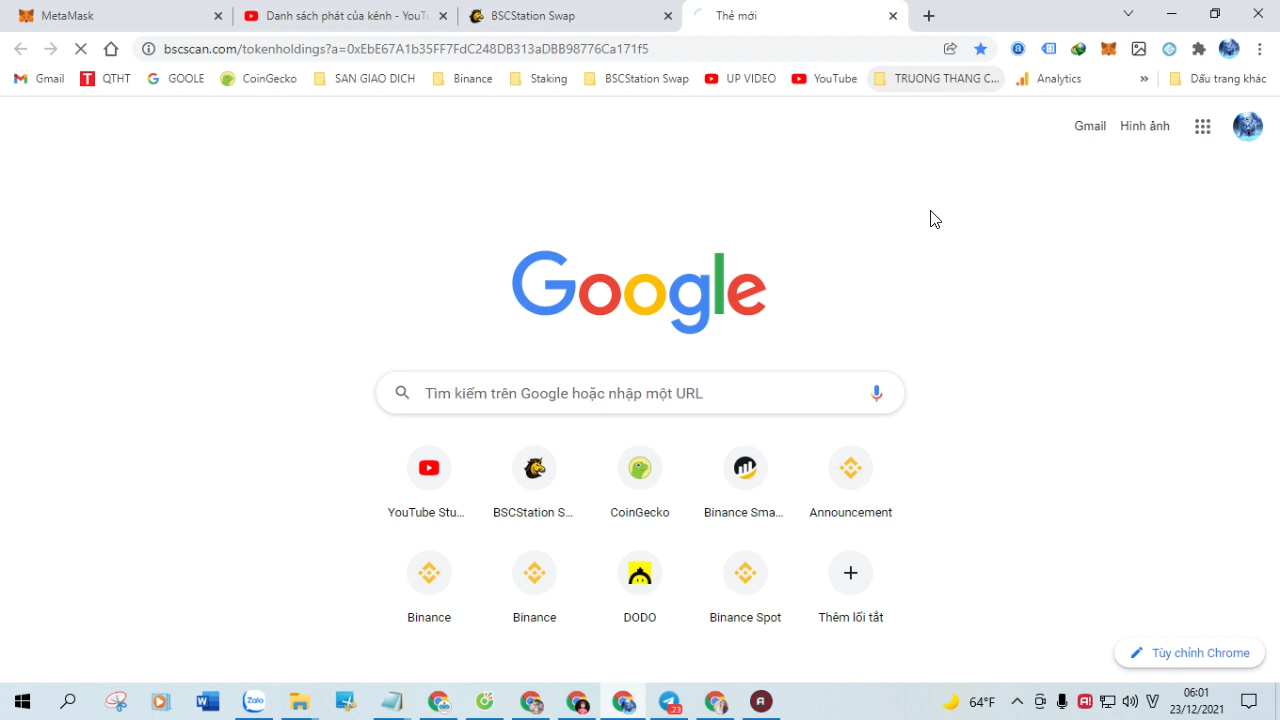 MetaMask
Danh sách phát của kênh - YouTu
BSCStation Swap
Thẻ mới
bscscan.com/tokenholdings?a=0xEbE67A1b35FF7FdC248DB313aDBB98776Ca171f5
Gmail
QTHT
GOOLE
CoinGecko
SAN GIAO DICH
Binance
Staking
BSCStation Swap
UP VIDEO
YouTube
TRUONG THANG C...
Analytics
»
Dấu trang khác
Gmail
Hình ảnh
Google
Tìm kiếm trên Google hoặc nhập một URL
YouTube Stu...
BSCStation S...
CoinGecko
Binance Sma...
Announcement
Binance
Binance
DODO
Binance Spot
Thêm lối tắt
Tùy chỉnh Chrome
Zalo
23
64°F
06:01
23/12/2021